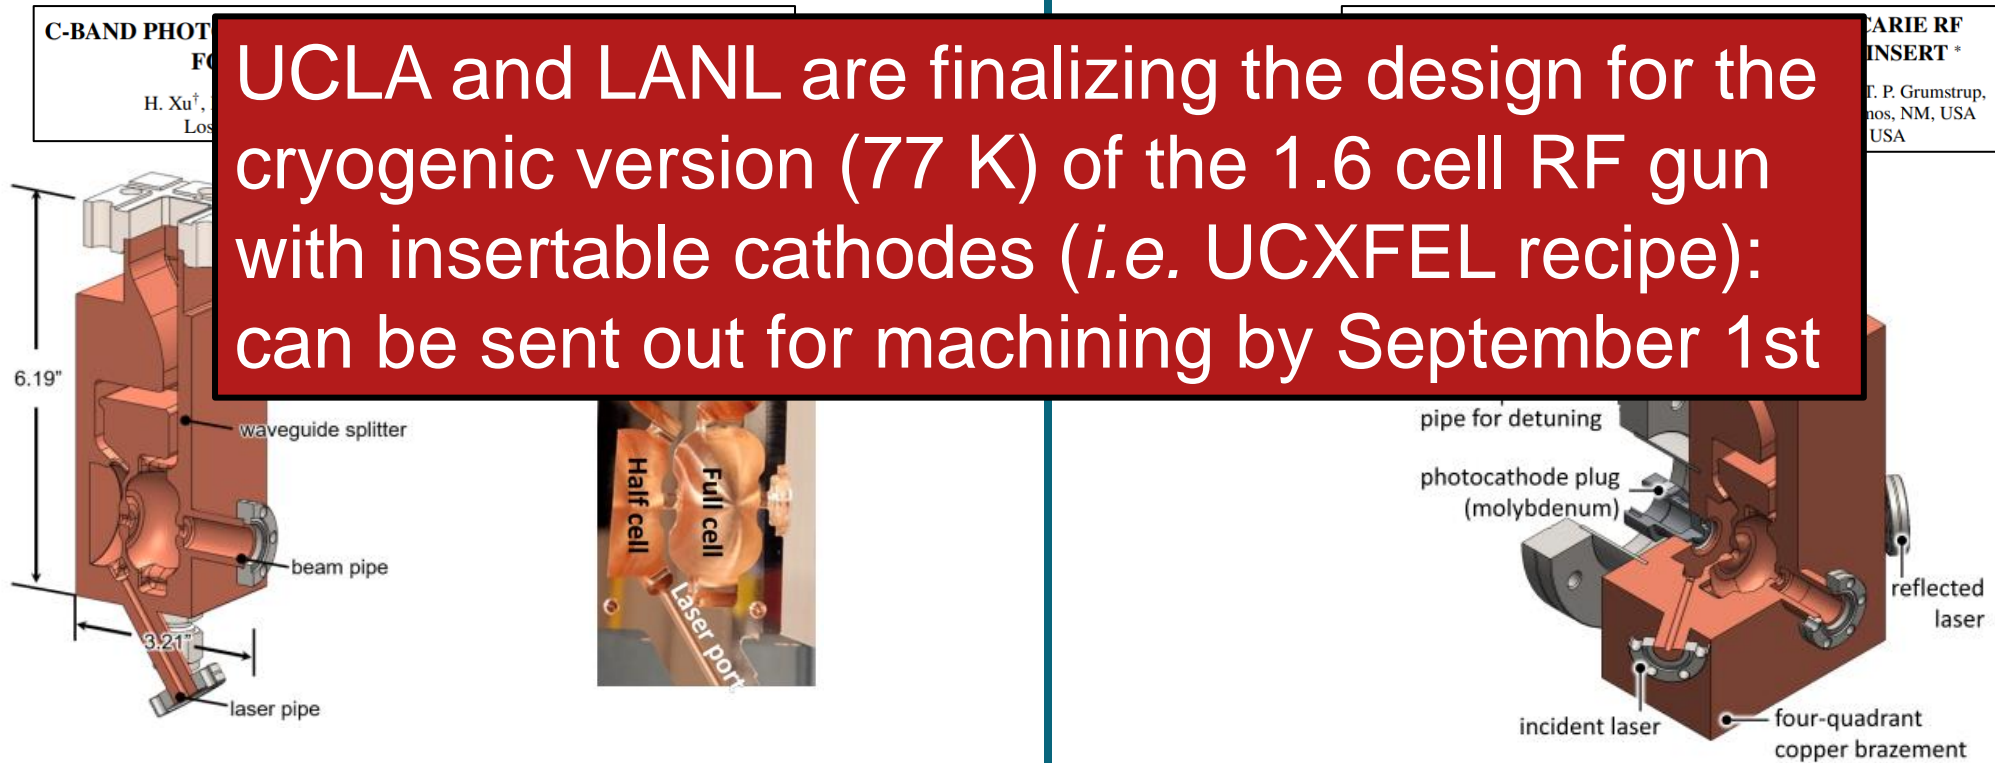 C-BAND PHOT
H. Xu†,
Los
CARIE RF
INSERT *
T. P. Grumstrup,
mos, NM, USA
USA
UCLA and LANL are finalizing the design for the
cryogenic version (77 K) of the 1.6 cell RF gun
with insertable cathodes (i.e. UCXFEL recipe):
can be sent out for machining by September 1st
6.19”
waveguide splitter
beam pipe
3.21”
laser pipe
Half cell
Full cell
Laser port
pipe for detuning
photocathode plug
(molybdenum)
reflected
laser
incident laser
four-quadrant
copper brazement